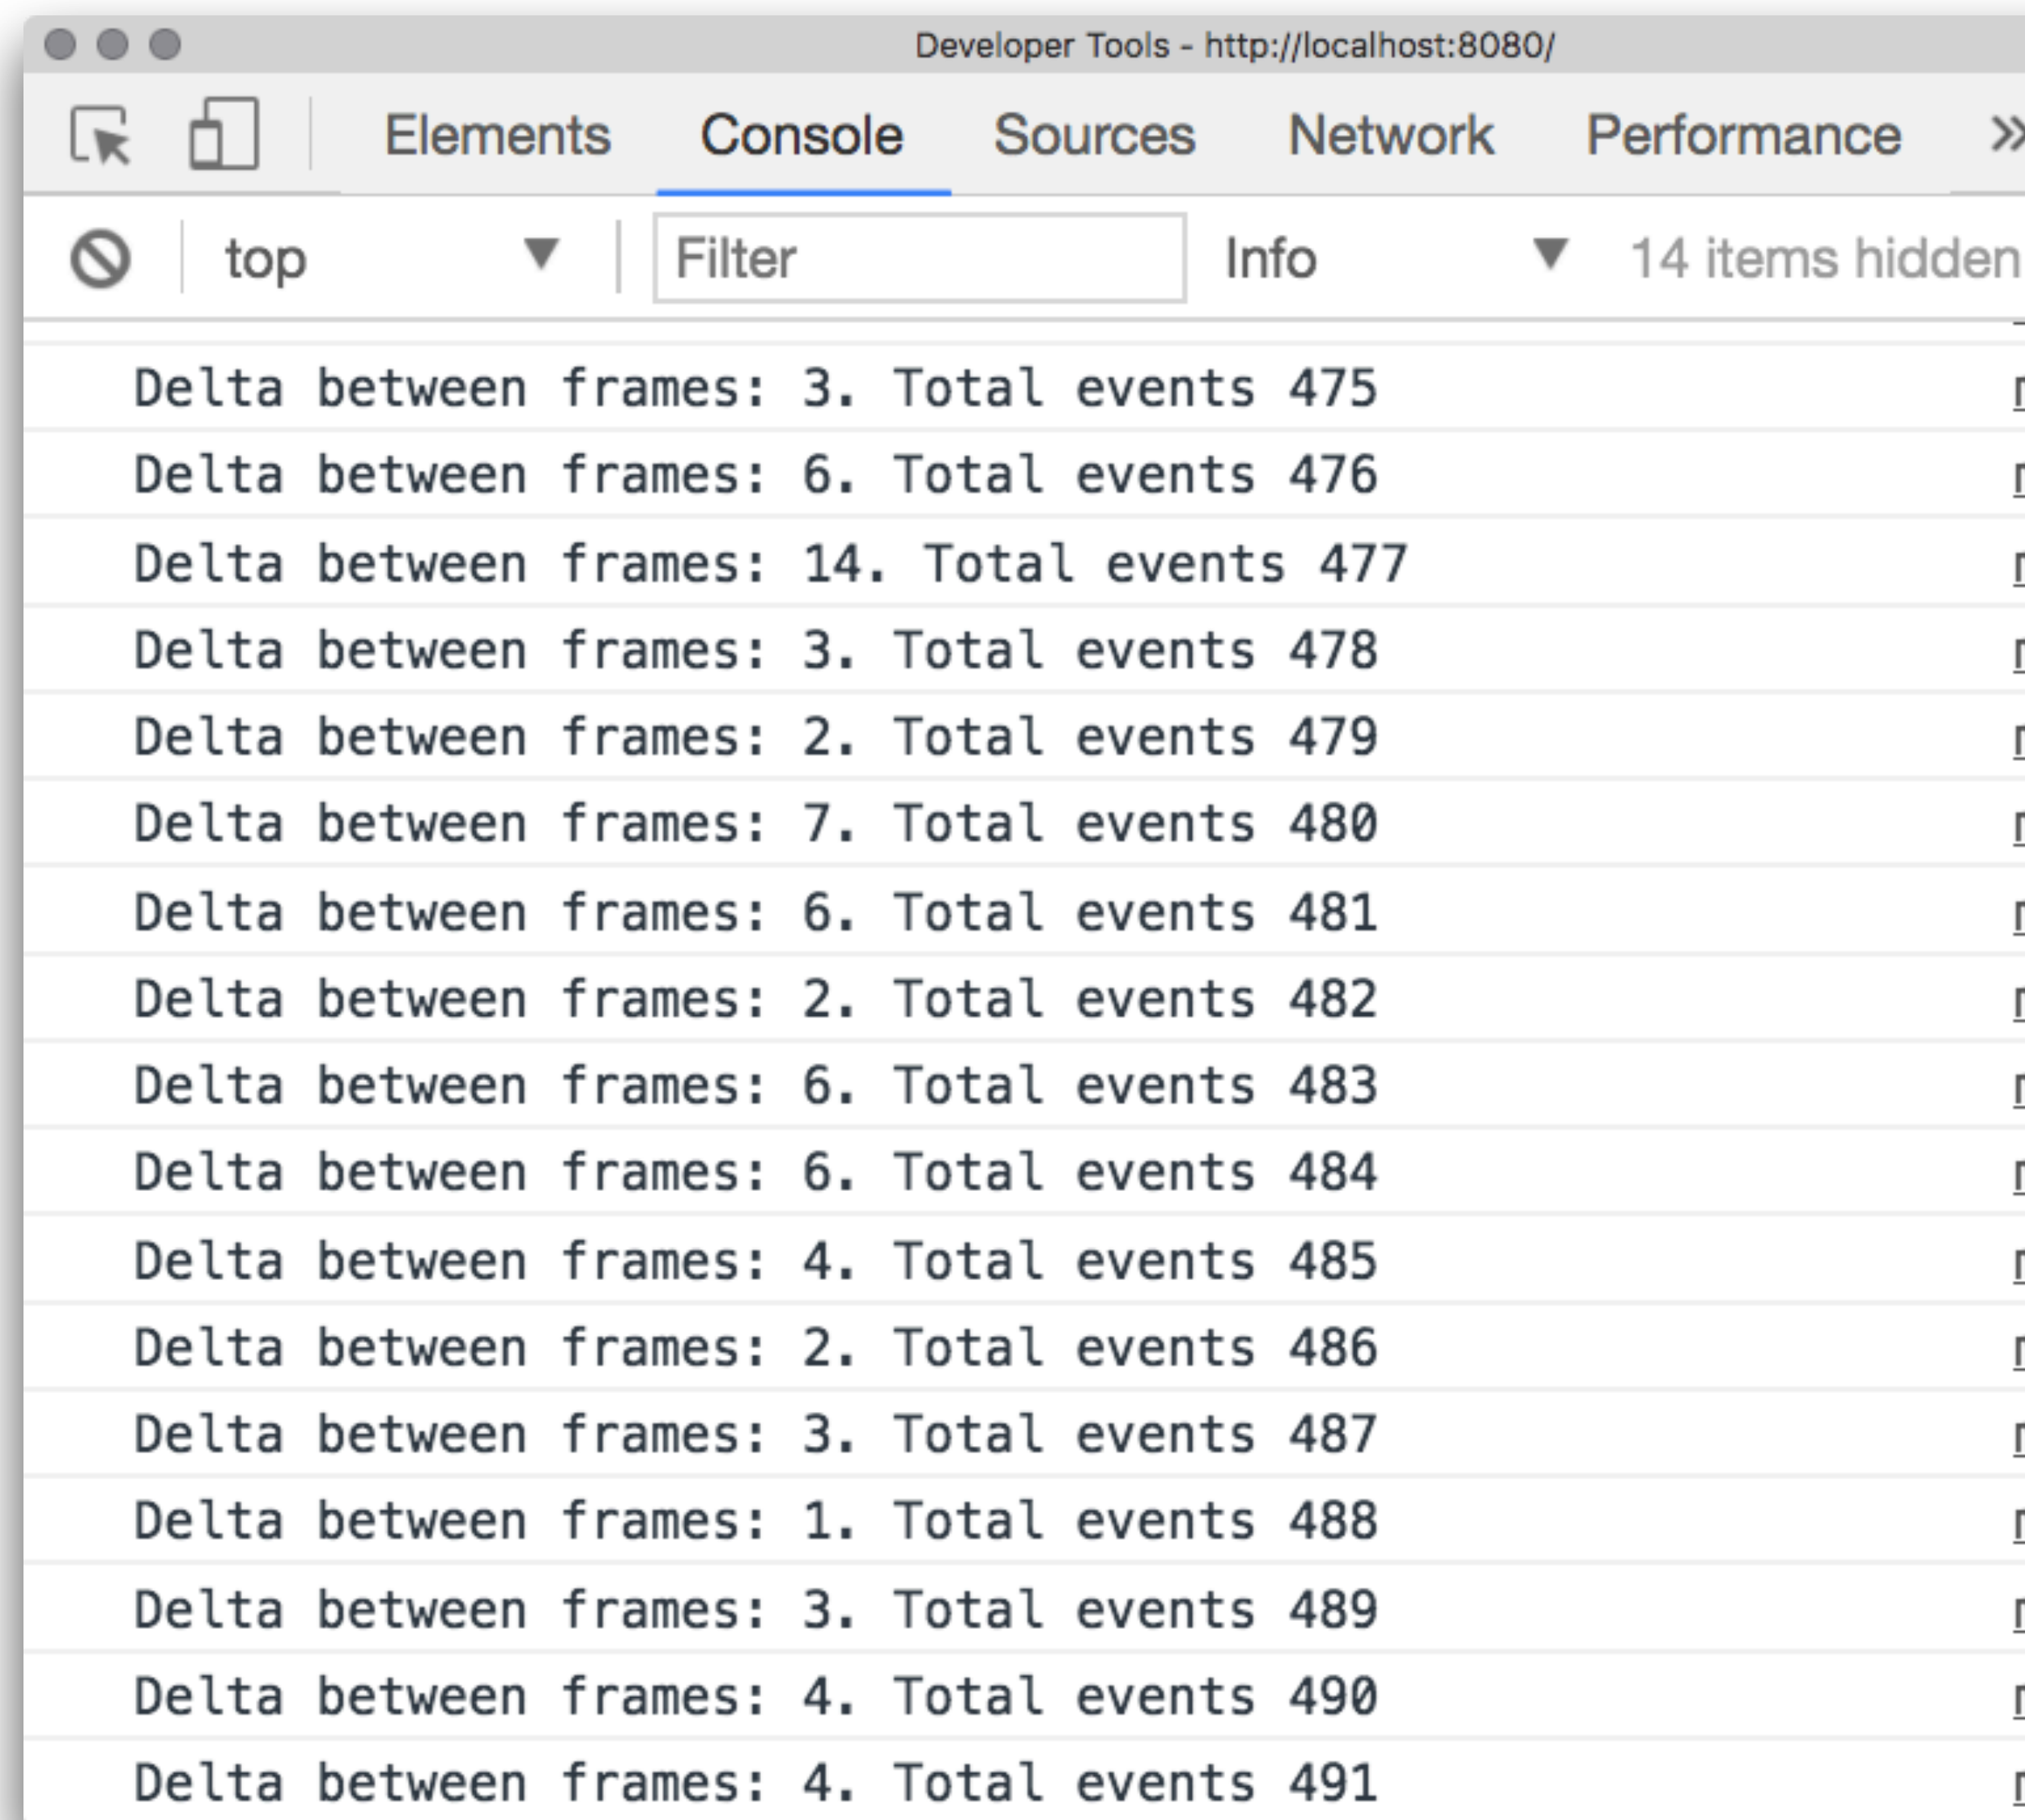 Developer Tools - http://localhost:8080/
Elements Console Sources Network Performance »
top ▼ Filter Info ▼ 14 items hidden
Delta between frames: 3. Total events 475
Delta between frames: 6. Total events 476
Delta between frames: 14. Total events 477
Delta between frames: 3. Total events 478
Delta between frames: 2. Total events 479
Delta between frames: 7. Total events 480
Delta between frames: 6. Total events 481
Delta between frames: 2. Total events 482
Delta between frames: 6. Total events 483
Delta between frames: 6. Total events 484
Delta between frames: 4. Total events 485
Delta between frames: 2. Total events 486
Delta between frames: 3. Total events 487
Delta between frames: 1. Total events 488
Delta between frames: 3. Total events 489
Delta between frames: 4. Total events 490
Delta between frames: 4. Total events 491